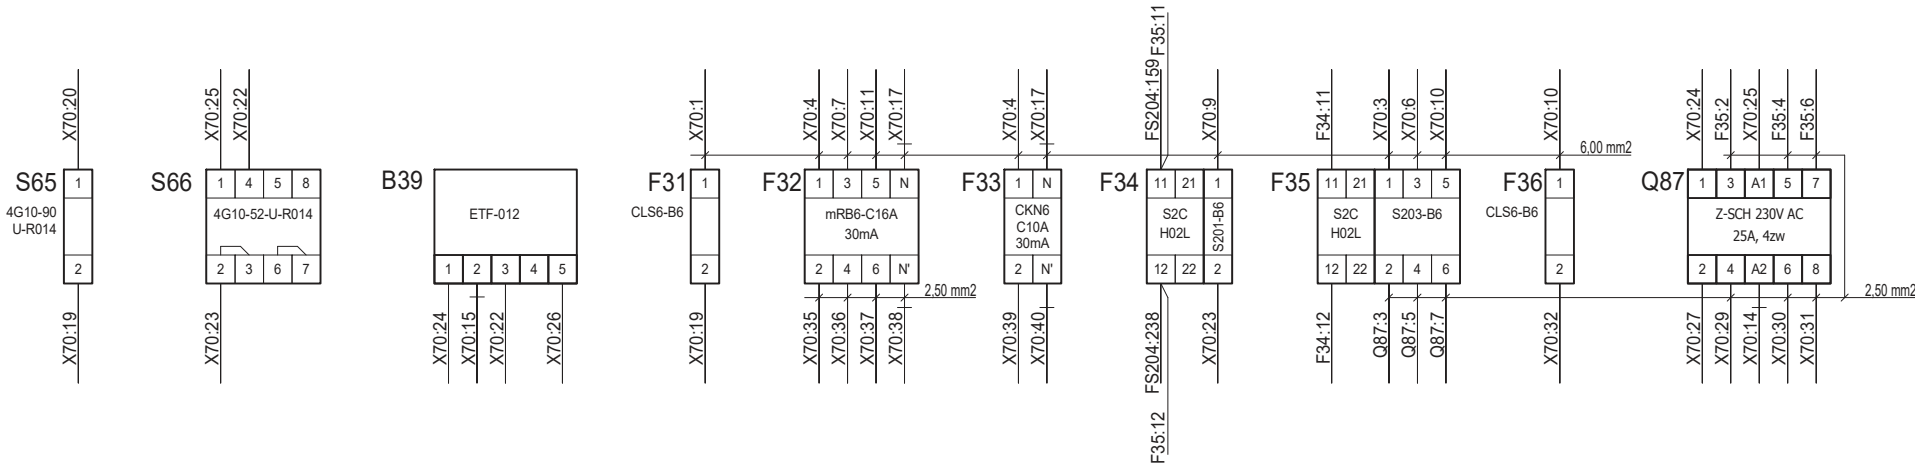 F35:11
X70:20
X70:25
X70:22
X70:1
X70:4
X70:7
X70:11
X70:17
X70:4
X70:17
FS204:159
X70:9
F34:11
X70:3
X70:6
X70:10
X70:10
X70:24
F35:2
X70:25
F35:4
F35:6
6,00 mm2
S65
4G10-90
U-R014
1
2
S66
1 4 5 8
4G10-52-U-R014
2 3 6 7
B39
ETF-012
1 2 3 4 5
F31
CLS6-B6
1
2
F32
1 3 5 N
mRB6-C16A
30mA
2 4 6 N'
2,50 mm2
F33
1 N
CKN6
C10A
30mA
2 N'
F34
11 21 1
S2C
H02L
S201-B6
12 22 2
F35
11 21 1 3 5
S2C
H02L
S203-B6
12 22 2 4 6
F36
CLS6-B6
1
2
Q87
1 3 A1 5 7
Z-SCH 230V AC
25A, 4zw
2 4 A2 6 8
2,50 mm2
X70:19
X70:23
X70:24
X70:15
X70:22
X70:26
X70:19
X70:35
X70:36
X70:37
X70:38
X70:39
X70:40
FS204:238
X70:23
F34:12
Q87:3
Q87:5
Q87:7
X70:32
X70:27
X70:29
X70:14
X70:30
X70:31
F35:12